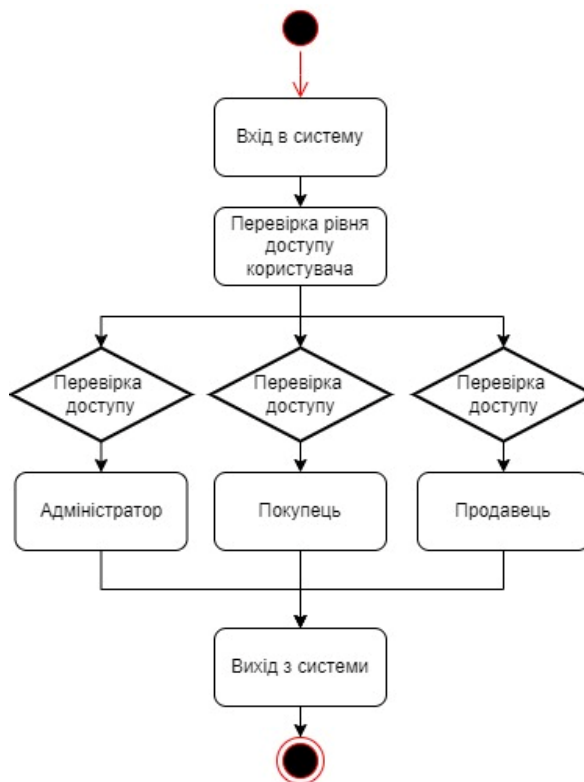 Вхід в систему
Перевірка рівня
доступу
користувача
Перевірка
доступу
Перевірка
доступу
Перевірка
доступу
Адміністратор
Покупець
Продавець
Вихід з системи